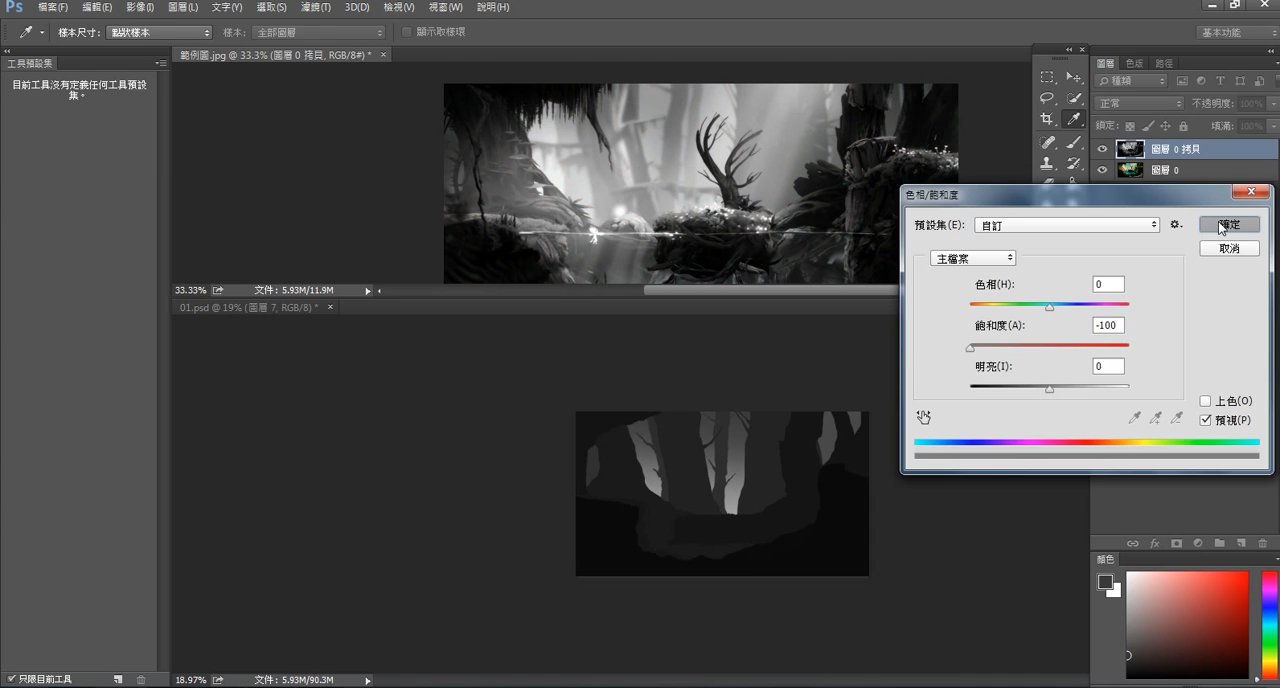 Ps 檔案(F) 編輯(E) 影像(I) 圖層(L) 文字(Y) 選取(S) 濾鏡(T) 3D(D) 檢視(V) 視窗(W) 說明(H)
樣本尺寸: 點狀樣本 樣本: 全部圖層 顯示取樣環 基本功能
工具預設集
目前工具沒有定義任何工具預設
集。
範例圖.jpg @ 33.3% (圖層 0 拷貝, RGB/8#) * ×
圖層 色版 路徑
種類
正常 不透明度: 100%
鎖定: 填滿: 100%
圖層 0 拷貝
圖層 0
色相/飽和度
預設集(E): 自訂 確定
取消
主檔案
色相(H): 0
飽和度(A): -100
明亮(I): 0
上色(O)
預視(P)
33.33% 文件: 5.93M/11.9M
01.psd @ 19% (圖層 7, RGB/8) * ×
fx
顏色
只限目前工具
18.97% 文件: 5.93M/90.3M